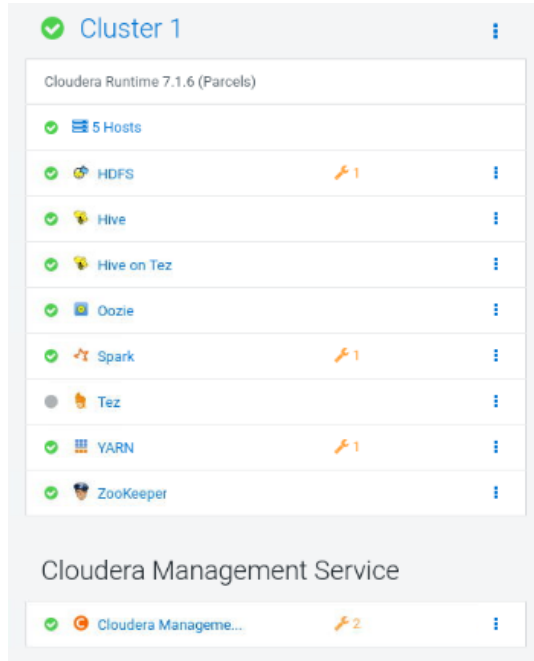 Cluster 1
Cloudera Runtime 7.1.6 (Parcels)
5 Hosts
HDFS 1
Hive
Hive on Tez
Oozie
Spark 1
Tez
YARN 1
ZooKeeper
Cloudera Management Service
Cloudera Manageme... 2